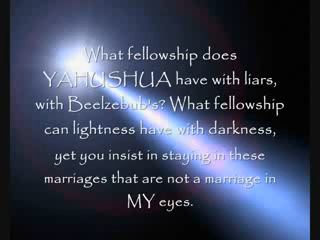 What fellowship does
YAHUSHUA have with liars,
with Beelzebub's? What fellowship
can lightness have with darkness,
yet you insist in staying in these
marriages that are not a marriage in
MY eyes.